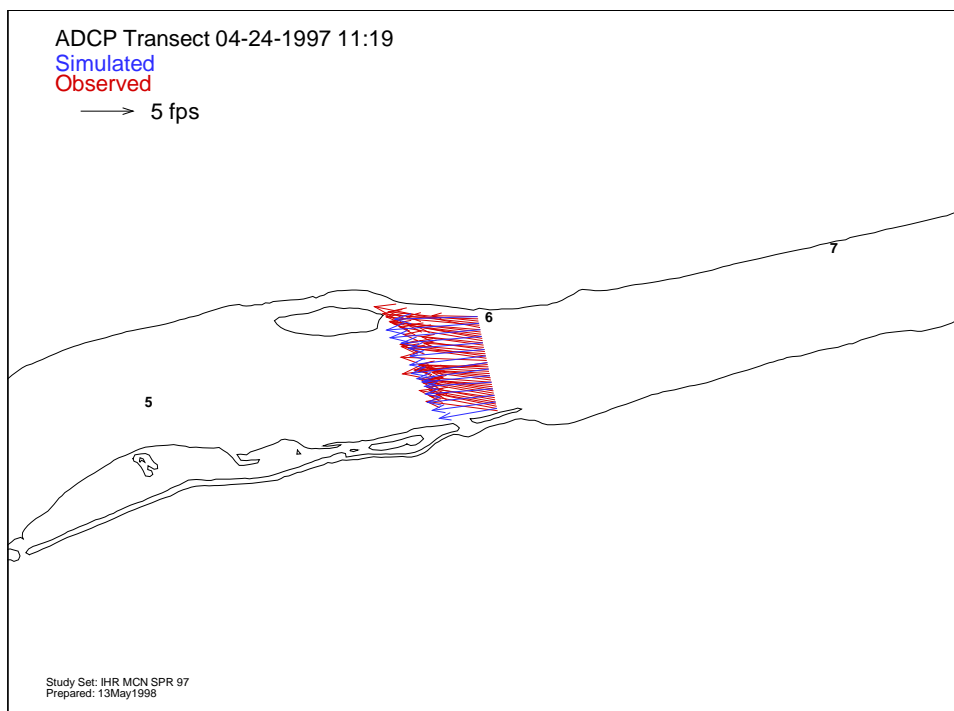 ADCP Transect 04-24-1997 11:19
Simulated
Observed
5 fps
7
6
5
Study Set: IHR MCN SPR 97
Prepared: 13May1998